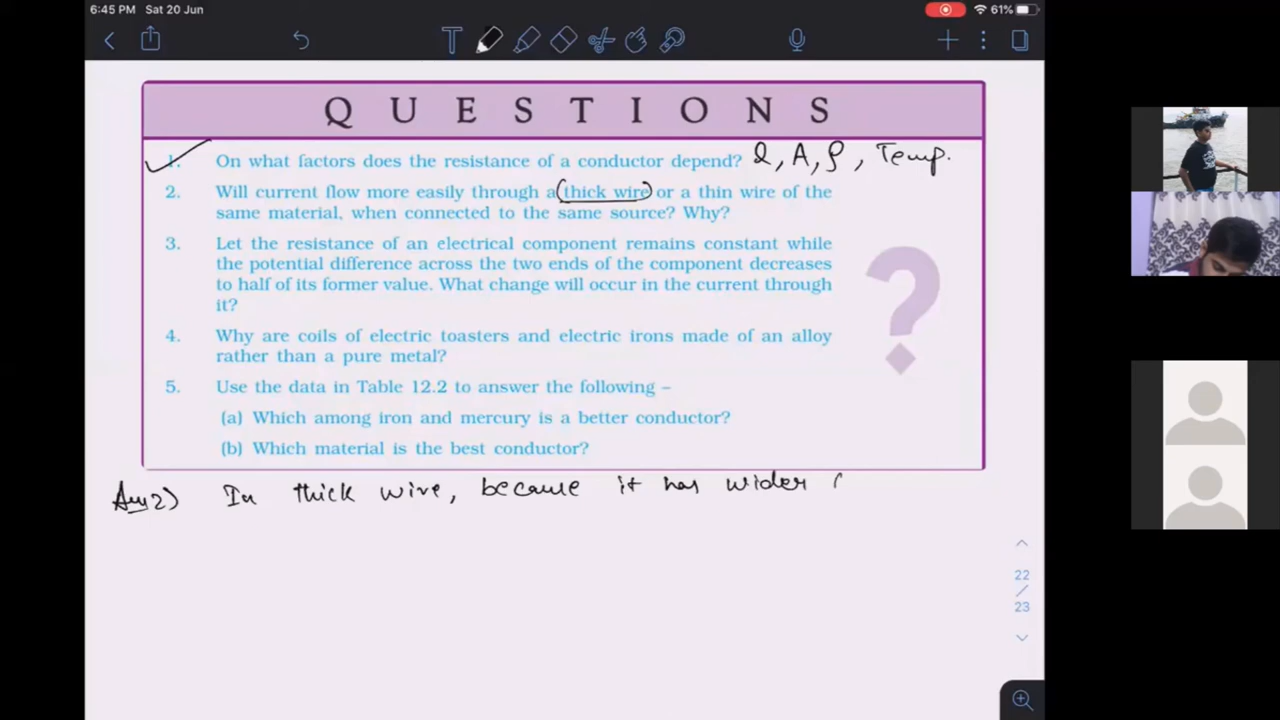 6:45 PM Sat 20 Jun
61%
QUESTIONS
1. On what factors does the resistance of a conductor depend? l, A, ρ, Temp.
2. Will current flow more easily through a thick wire or a thin wire of the
same material, when connected to the same source? Why?
3. Let the resistance of an electrical component remains constant while
the potential difference across the two ends of the component decreases
to half of its former value. What change will occur in the current through
it?
?
4. Why are coils of electric toasters and electric irons made of an alloy
rather than a pure metal?
5. Use the data in Table 12.2 to answer the following –
(a) Which among iron and mercury is a better conductor?
(b) Which material is the best conductor?
Ans 2) In thick wire, because it has wider (
22
/
23